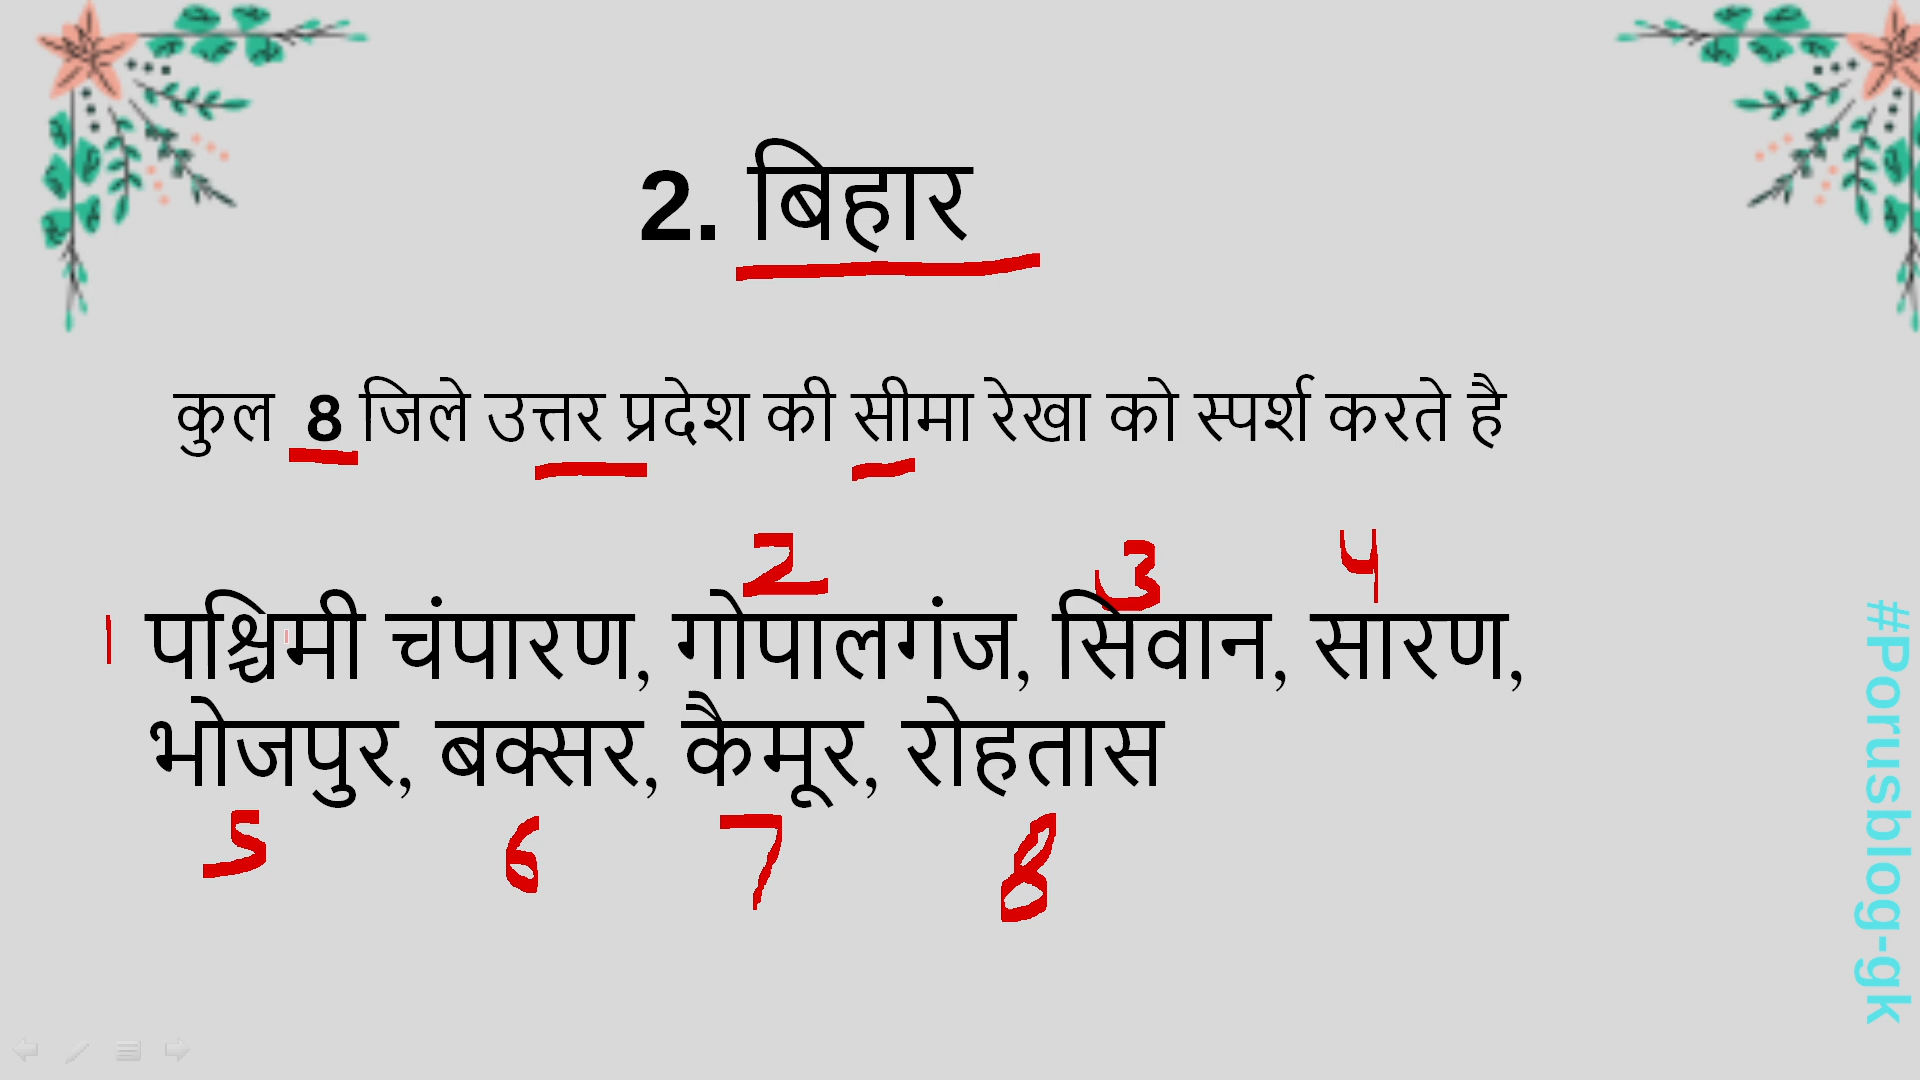 2. बिहार
कुल 8 जिले उत्तर प्रदेश की सीमा रेखा को स्पर्श करते है
2 3 4
1 पश्चिमी चंपारण, गोपालगंज, सिवान, सारण,
भोजपुर, बक्सर, कैमूर, रोहतास
5 6 7 8
#Porusblog-gk